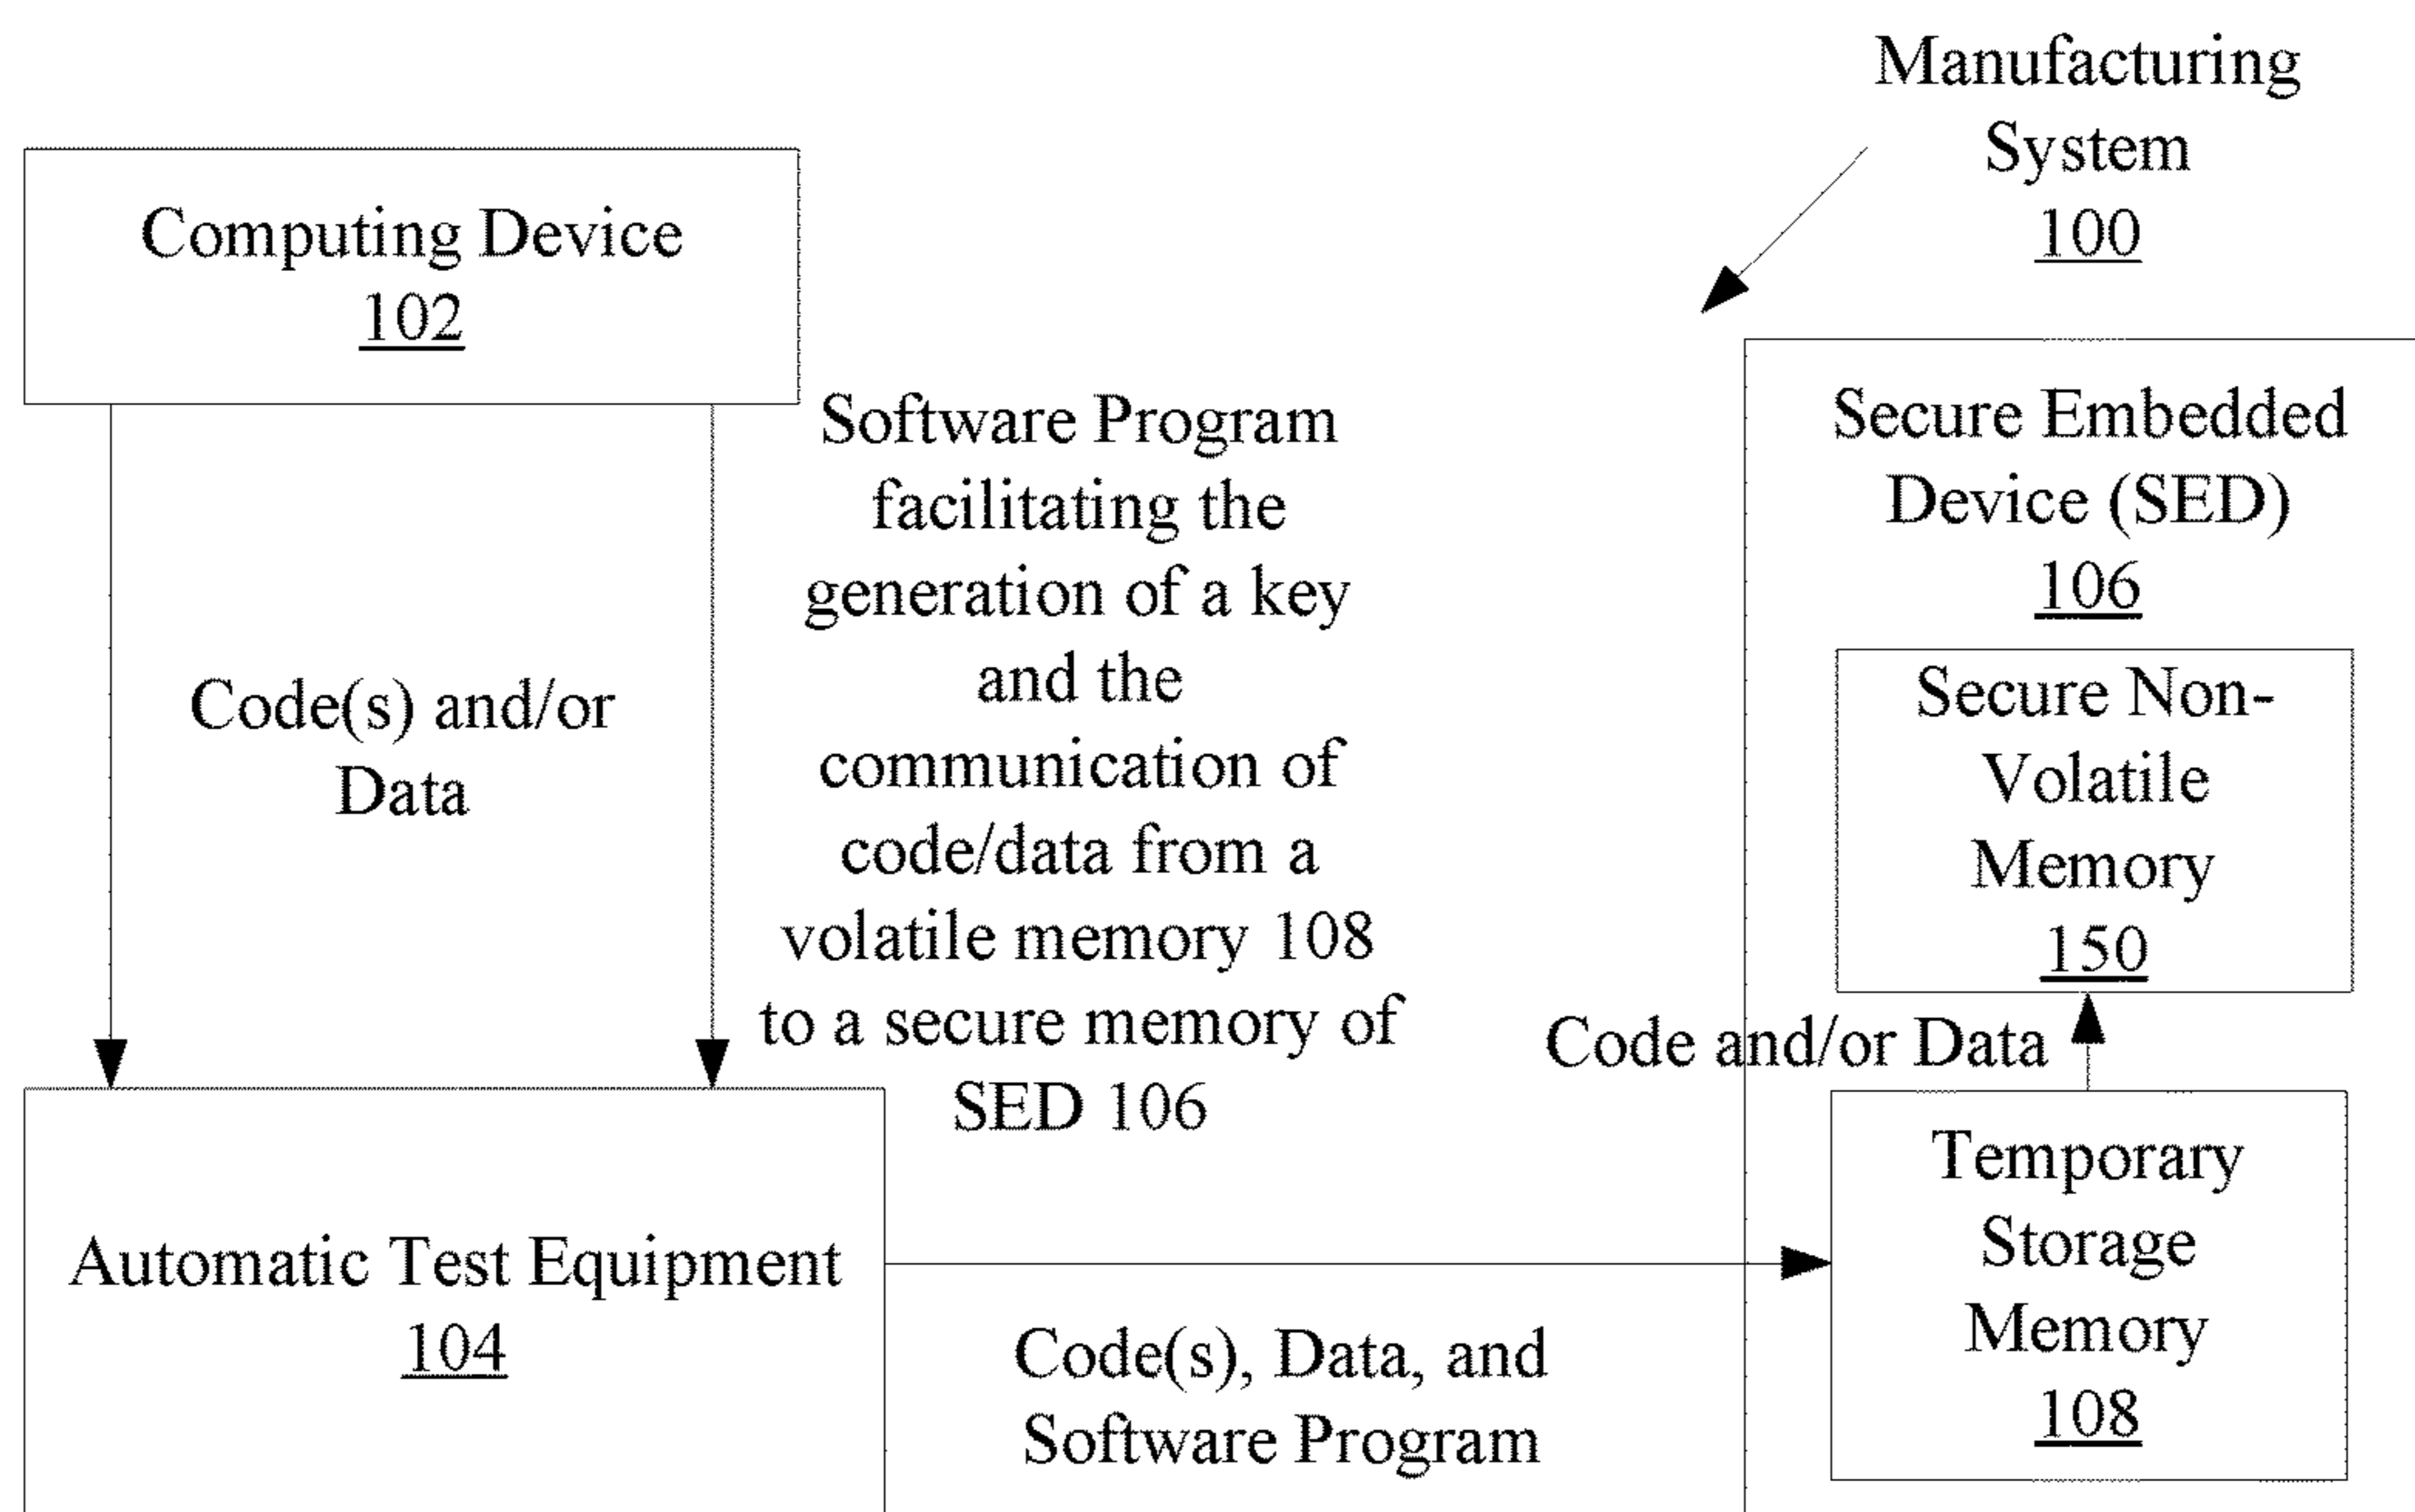 Manufacturing
System
100
Computing Device
102
Software Program
facilitating the
generation of a key
and the
communication of
code/data from a
volatile memory 108
to a secure memory of
SED 106
Code(s) and/or
Data
Secure Embedded
Device (SED)
106
Secure Non-
Volatile
Memory
150
Code and/or Data
Automatic Test Equipment
104
Code(s), Data, and
Software Program
Temporary
Storage
Memory
108